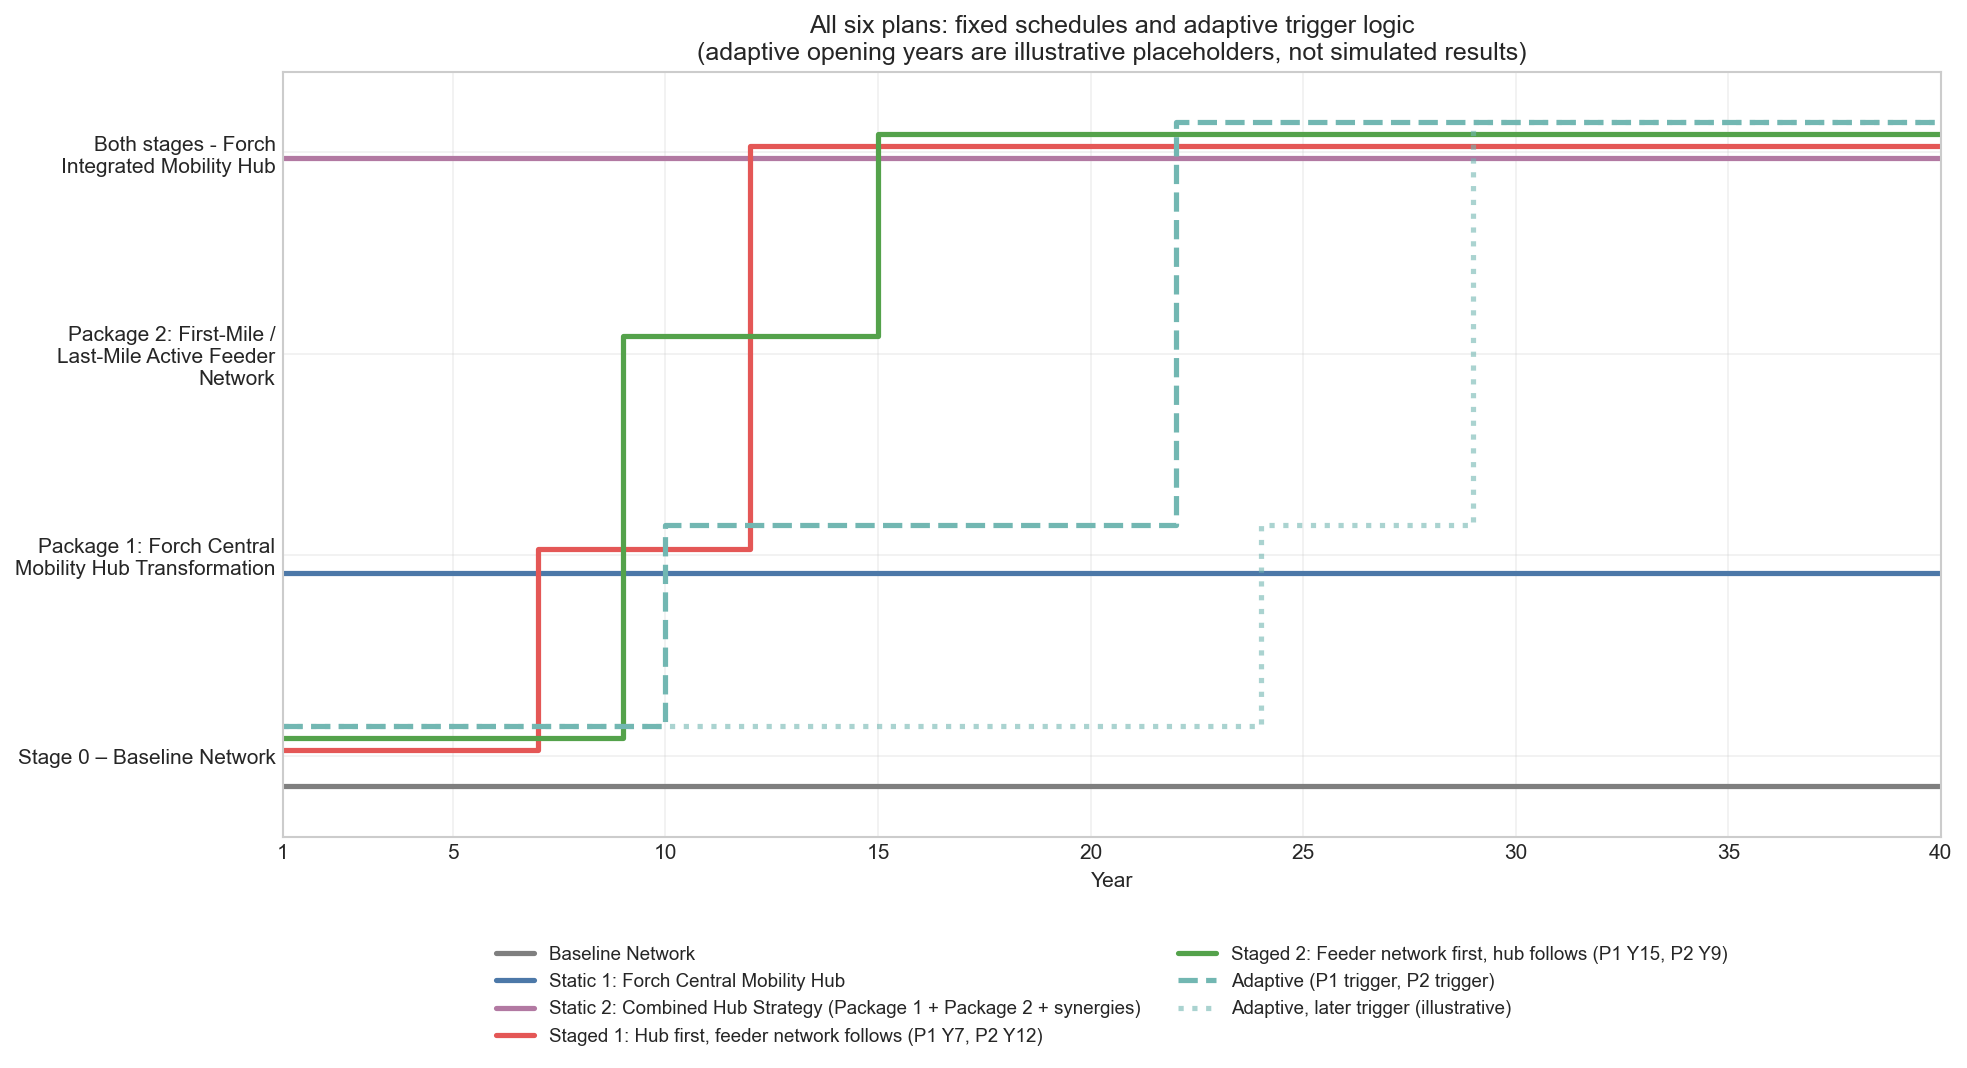 All six plans: fixed schedules and adaptive trigger logic
(adaptive opening years are illustrative placeholders, not simulated results)
Both stages - Forch
Integrated Mobility Hub
Package 2: First-Mile /
Last-Mile Active Feeder
Network
Package 1: Forch Central
Mobility Hub Transformation
Stage 0 – Baseline Network
1 5 10 15 20 25 30 35 40
Year
Baseline Network
Static 1: Forch Central Mobility Hub
Static 2: Combined Hub Strategy (Package 1 + Package 2 + synergies)
Staged 1: Hub first, feeder network follows (P1 Y7, P2 Y12)
Staged 2: Feeder network first, hub follows (P1 Y15, P2 Y9)
Adaptive (P1 trigger, P2 trigger)
Adaptive, later trigger (illustrative)